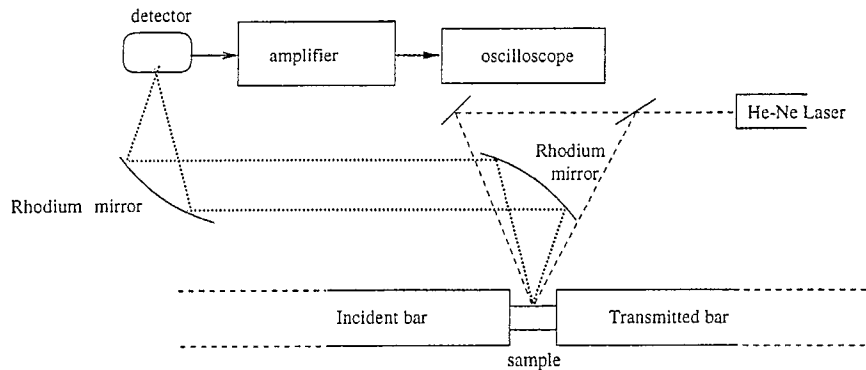 detector
amplifier
oscilloscope
He-Ne Laser
Rhodium
mirror
Rhodium mirror
Incident bar
Transmitted bar
sample